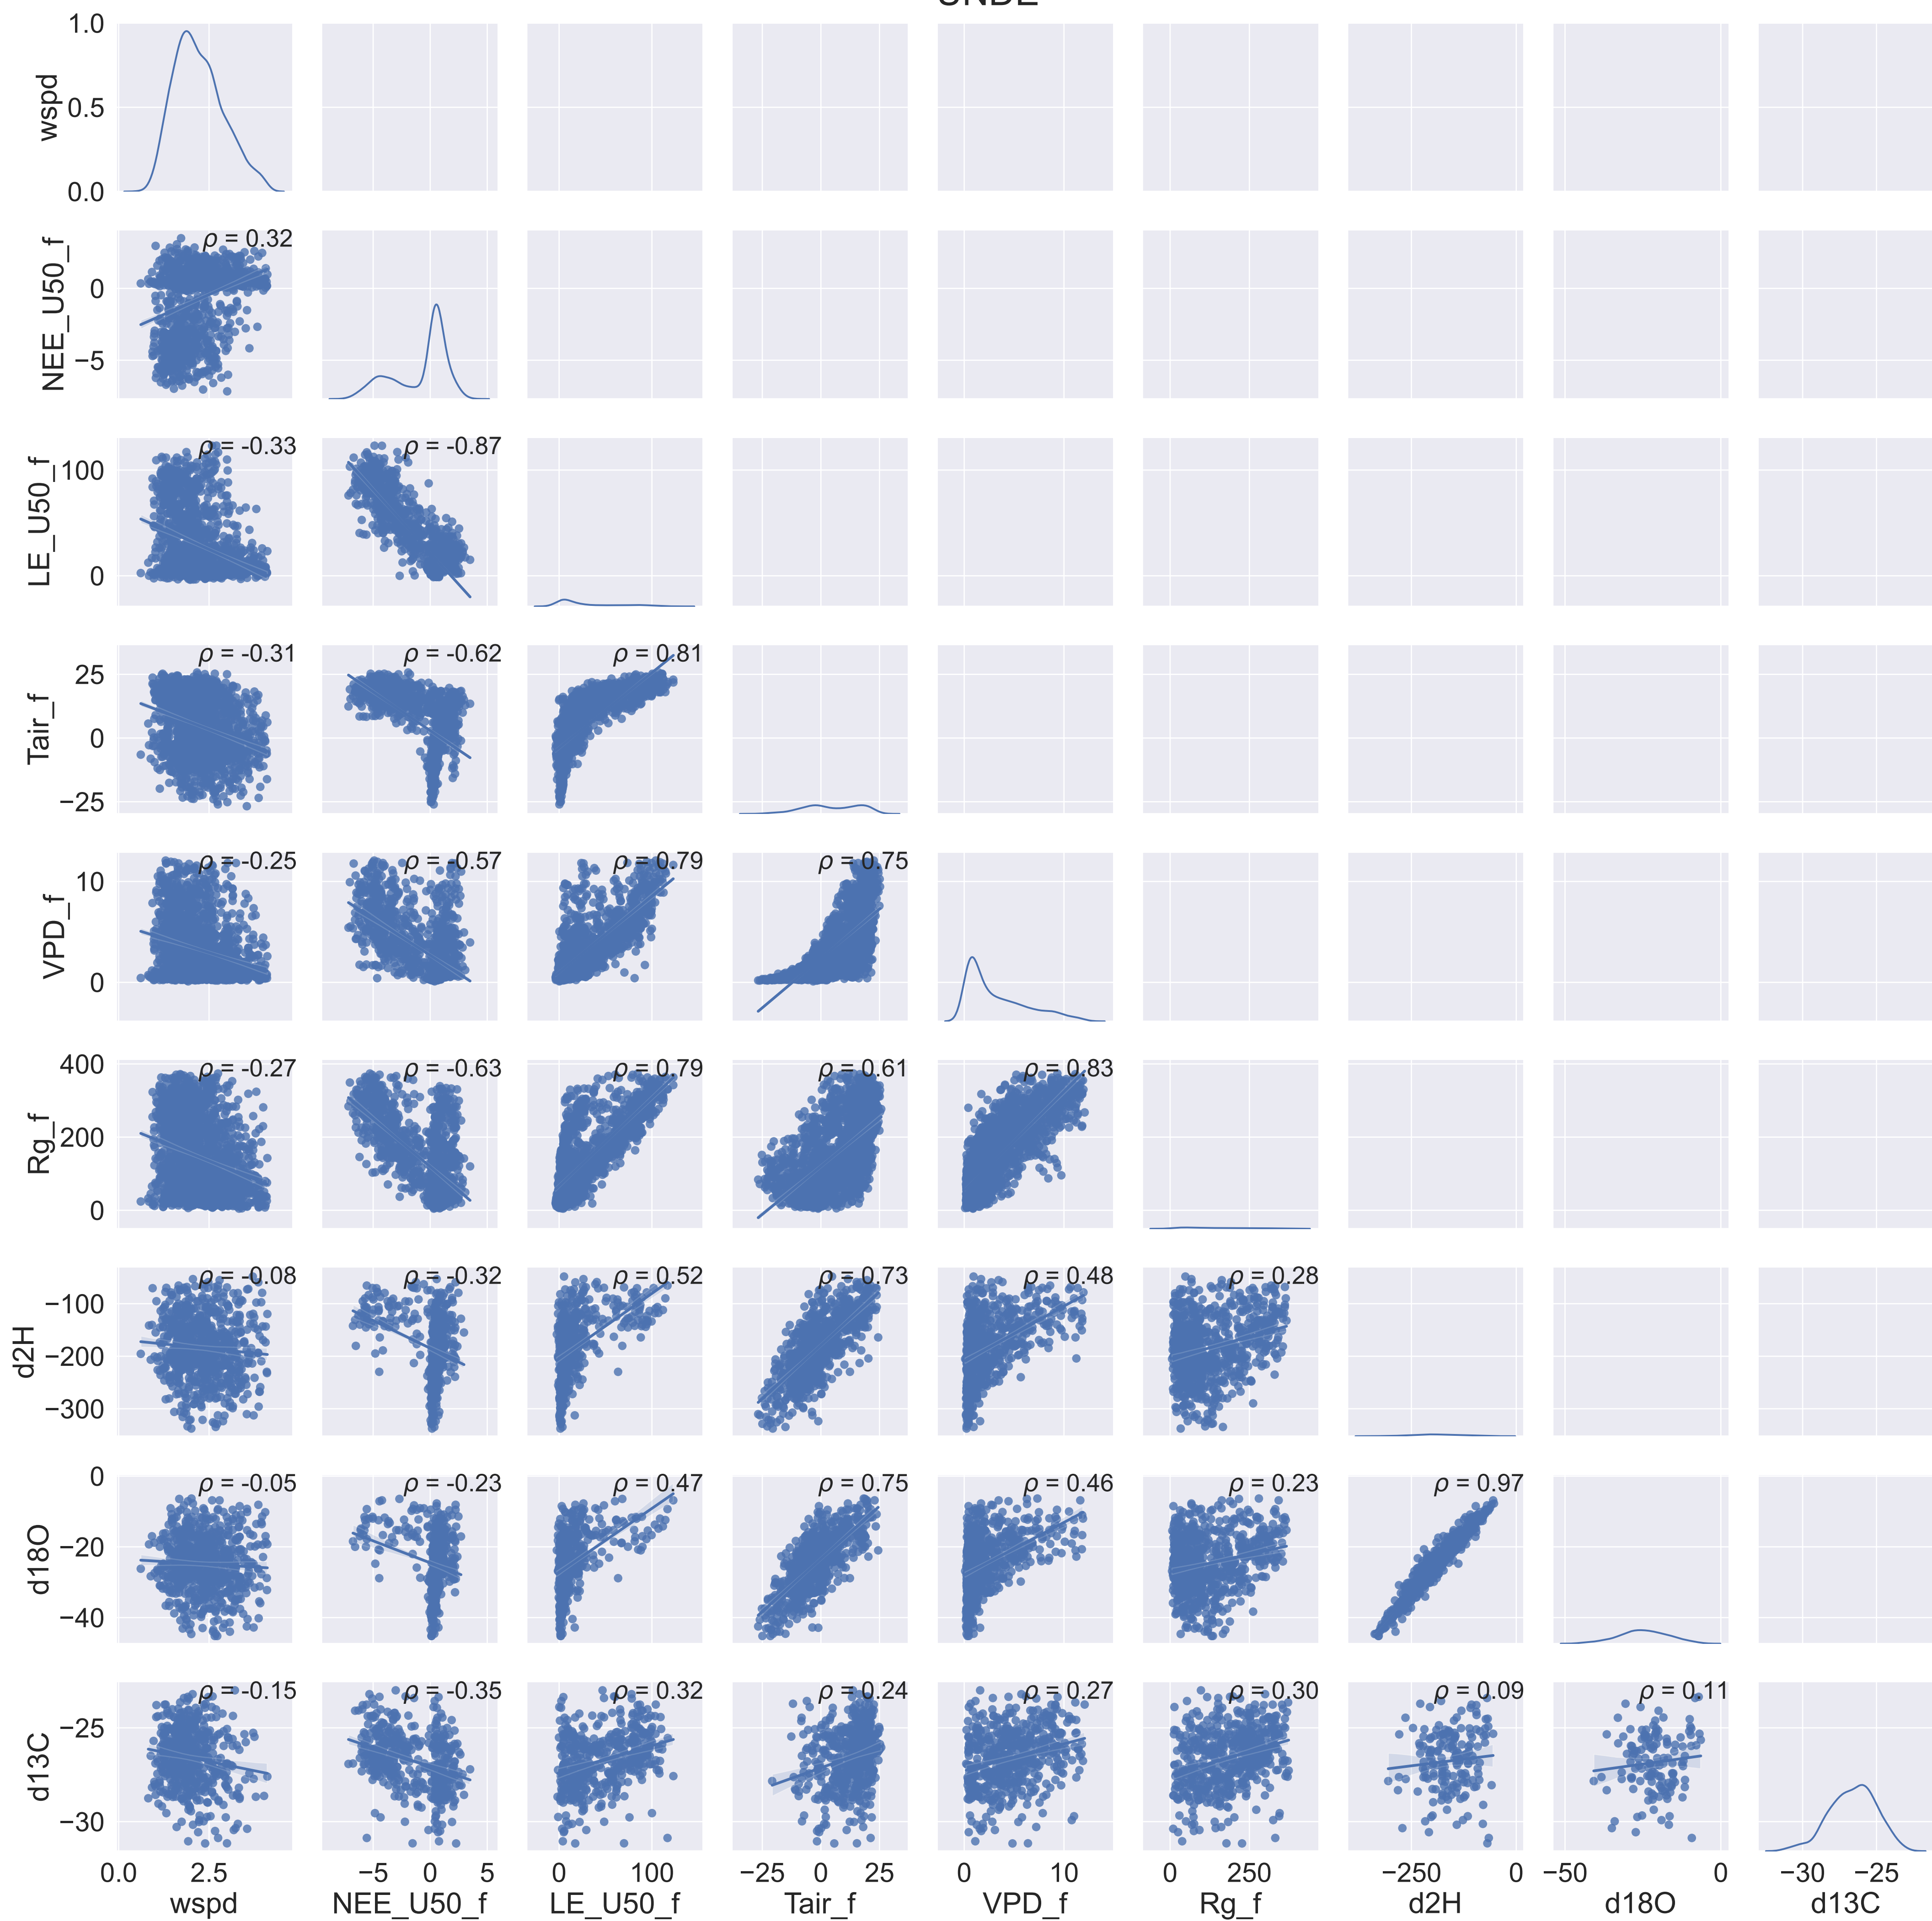 UNDE
1.0
0.5
0.0
wspd
ρ = 0.32
0
−5
NEE_U50_f
ρ = -0.33
ρ = -0.87
100
0
LE_U50_f
ρ = -0.31
ρ = -0.62
ρ = 0.81
25
0
−25
Tair_f
ρ = -0.25
ρ = -0.57
ρ = 0.79
ρ = 0.75
10
0
VPD_f
ρ = -0.27
ρ = -0.63
ρ = 0.79
ρ = 0.61
ρ = 0.83
400
200
0
Rg_f
ρ = -0.08
ρ = -0.32
ρ = 0.52
ρ = 0.73
ρ = 0.48
ρ = 0.28
−100
−200
−300
d2H
ρ = -0.05
ρ = -0.23
ρ = 0.47
ρ = 0.75
ρ = 0.46
ρ = 0.23
ρ = 0.97
0
−20
−40
d18O
ρ = -0.15
ρ = -0.35
ρ = 0.32
ρ = 0.24
ρ = 0.27
ρ = 0.30
ρ = 0.09
ρ = 0.11
−25
−30
d13C
0.0 2.5 −5 0 5 0 100 −25 0 25 0 10 0 250 −250 0 −50 0 −30 −25
wspd NEE_U50_f LE_U50_f Tair_f VPD_f Rg_f d2H d18O d13C